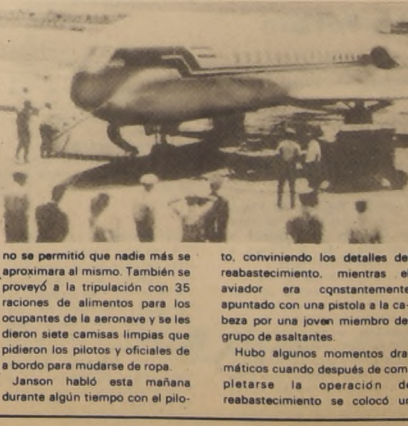 no se permitió que nadie más se
aproximara al mismo. También se
proveyó a la tripulación con 35
raciones de alimentos para los
ocupantes de la aeronave y se les
dieron siete camisas limpias que
pidieron los pilotos y oficiales de
a bordo para mudarse de ropa.
Janson habló esta mañana
durante algún tiempo con el pilo-
to, conviniendo los detalles de
reabastecimiento, mientras e
aviador era constantemente
apuntado con una pistola a la ca-
beza por una joven miembro de
grupo de asaltantes.
Hubo algunos momentos dra
máticos cuando después de com
pletarse la operación de
reabastecimiento se colocó un